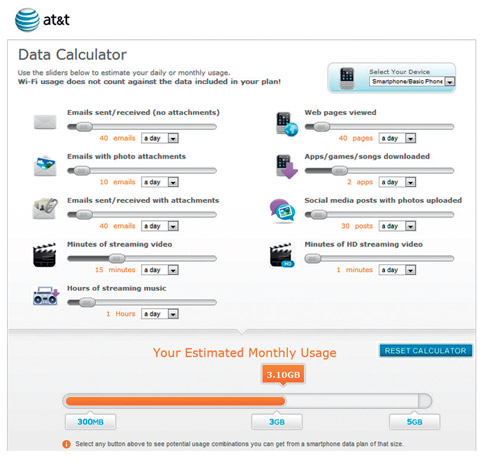 at&t
Data Calculator
Use the sliders below to estimate your daily or monthly usage.
Wi-Fi usage does not count against the data included in your plan!
Select Your Device
Smartphone/Basic Phone
Emails sent/received (no attachments)
40 emails a day
Emails with photo attachments
10 emails a day
Emails sent/received with attachments
40 emails a day
Minutes of streaming video
15 minutes a day
Hours of streaming music
1 Hours a day
Web pages viewed
40 pages a day
Apps/games/songs downloaded
2 apps a day
Social media posts with photos uploaded
30 posts a day
Minutes of HD streaming video
HD
1 minutes a day
Your Estimated Monthly Usage
RESET CALCULATOR
3.10GB
300MB
3GB
5GB
Select any button above to see potential usage combinations you can get from a smartphone data plan of that size.